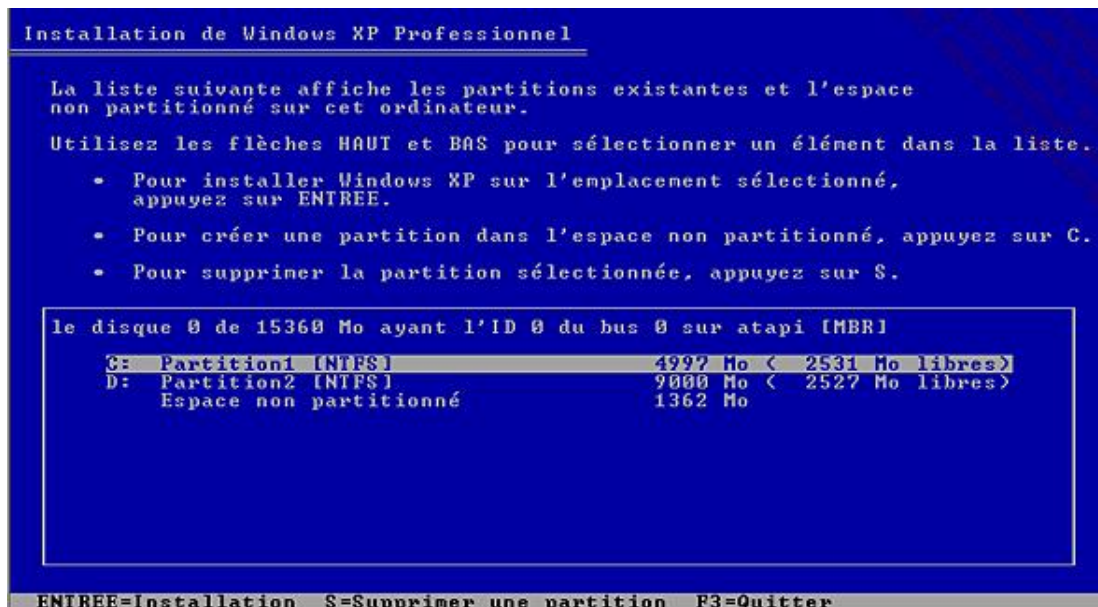 Installation de Windows XP Professionnel
La liste suivante affiche les partitions existantes et l'espace
non partitionné sur cet ordinateur.
Utilisez les flèches HAUT et BAS pour sélectionner un élément dans la liste.
• Pour installer Windows XP sur l'emplacement sélectionné,
appuyez sur ENTREE.
• Pour créer une partition dans l'espace non partitionné, appuyez sur C.
• Pour supprimer la partition sélectionnée, appuyez sur S.
le disque 0 de 15360 Mo ayant l'ID 0 du bus 0 sur atapi [MBR]
C: Partition1 [NTFS] 4997 Mo ( 2531 Mo libres)
D: Partition2 [NTFS] 9000 Mo ( 2527 Mo libres)
Espace non partitionné 1362 Mo
ENTREE=Installation S=Supprimer une partition F3=Quitter